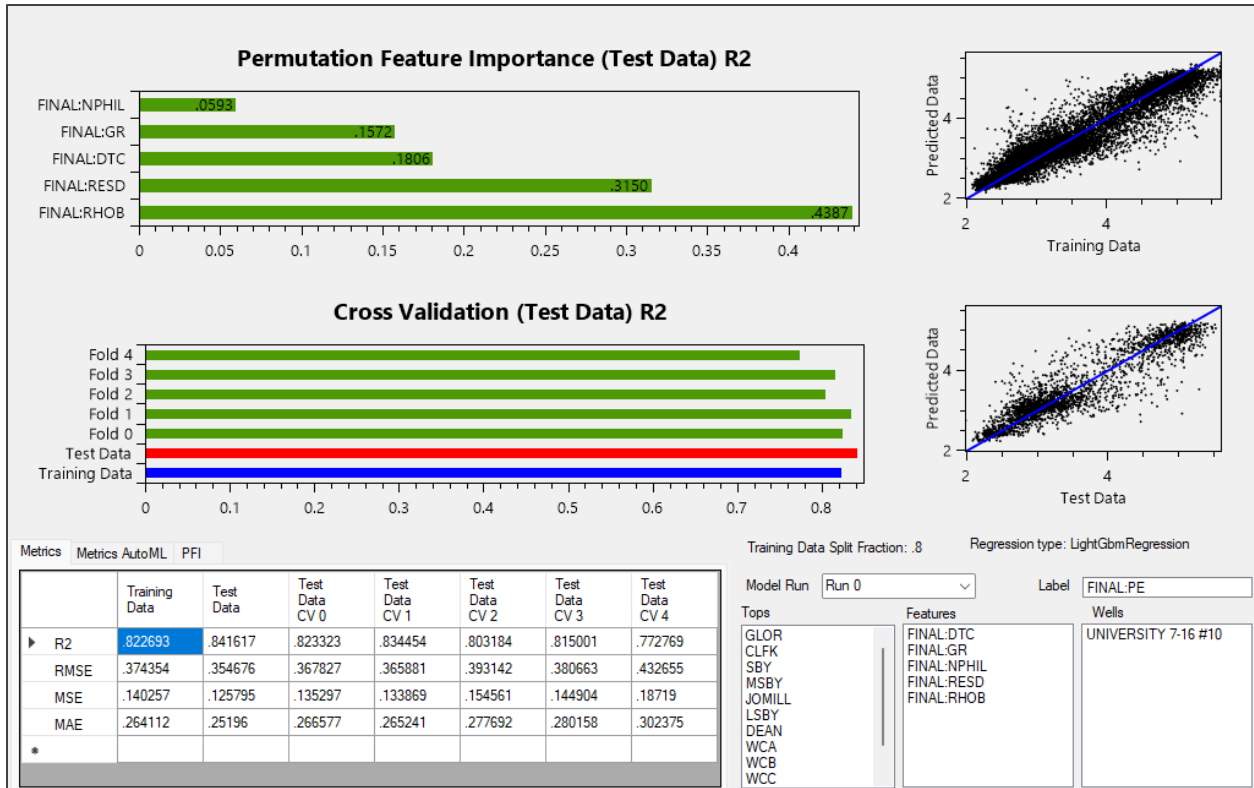 Permutation Feature Importance (Test Data) R2
FINAL:NPHIL
.0593
FINAL:GR
.1572
FINAL:DTC
.1806
FINAL:RESD
.3150
FINAL:RHOB
.4387
0 0.05 0.1 0.15 0.2 0.25 0.3 0.35 0.4
Predicted Data
4
2
2 4
Training Data
Cross Validation (Test Data) R2
Fold 4
Fold 3
Fold 2
Fold 1
Fold 0
Test Data
Training Data
0 0.1 0.2 0.3 0.4 0.5 0.6 0.7 0.8
Predicted Data
4
2
2 4
Test Data
Metrics Metrics AutoML PFI
Training Data Test Data Test Data CV 0 Test Data CV 1 Test Data CV 2 Test Data CV 3 Test Data CV 4
R2 .822693 .841617 .823323 .834454 .803184 .815001 .772769
RMSE .374354 .354676 .367827 .365881 .393142 .380663 .432655
MSE .140257 .125795 .135297 .133869 .154561 .144904 .18719
MAE .264112 .25196 .266577 .265241 .277692 .280158 .302375
Training Data Split Fraction: .8 Regression type: LightGbmRegression
Model Run Run 0 Label FINAL:PE
Tops
GLOR
CLFK
SBY
MSBY
JOMILL
LSBY
DEAN
WCA
WCB
WCC
Features
FINAL:DTC
FINAL:GR
FINAL:NPHIL
FINAL:RESD
FINAL:RHOB
Wells
UNIVERSITY 7-16 #10